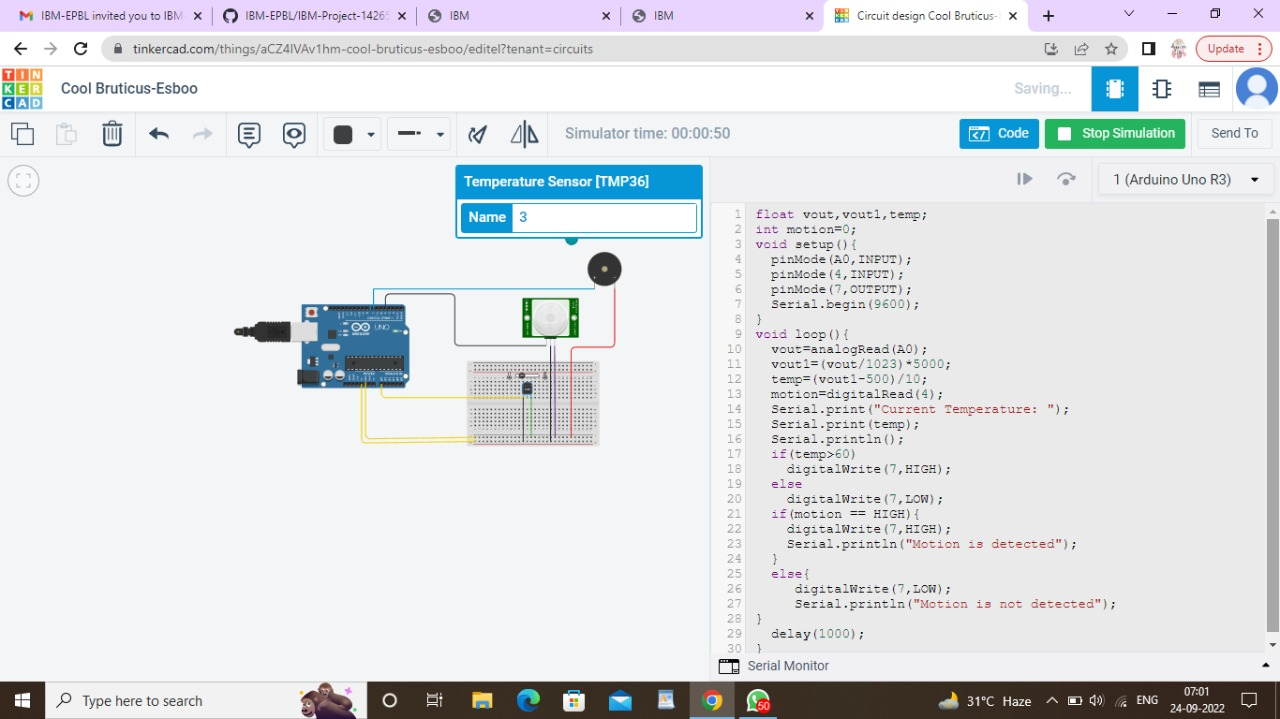 IBM-EPBL invited you to IBM-
IBM-EPBL/IBM-Project-14265
IBM
IBM
Circuit design Cool Bruticus-
tinkercad.com/things/aCZ4lVAv1hm-cool-bruticus-esboo/editel?tenant=circuits
Update
TIN
KER
CAD
Cool Bruticus-Esboo
Saving...
Simulator time: 00:00:50
Code
Stop Simulation
Send To
Temperature Sensor [TMP36]
Name 3
1 (Arduino Uno R3)
UNO
1 float vout,vout1,temp;
2 int motion=0;
3 void setup(){
4 pinMode(A0,INPUT);
5 pinMode(4,INPUT);
6 pinMode(7,OUTPUT);
7 Serial.begin(9600);
8 }
9 void loop(){
10 vout=analogRead(A0);
11 vout1=(vout/1023)*5000;
12 temp=(vout1-500)/10;
13 motion=digitalRead(4);
14 Serial.print("Current Temperature: ");
15 Serial.print(temp);
16 Serial.println();
17 if(temp>60)
18 digitalWrite(7,HIGH);
19 else
20 digitalWrite(7,LOW);
21 if(motion == HIGH){
22 digitalWrite(7,HIGH);
23 Serial.println("Motion is detected");
24 }
25 else{
26 digitalWrite(7,LOW);
27 Serial.println("Motion is not detected");
28 }
29 delay(1000);
30 }
Serial Monitor
Type here to search
50
31°C Haze
ENG
07:01
24-09-2022